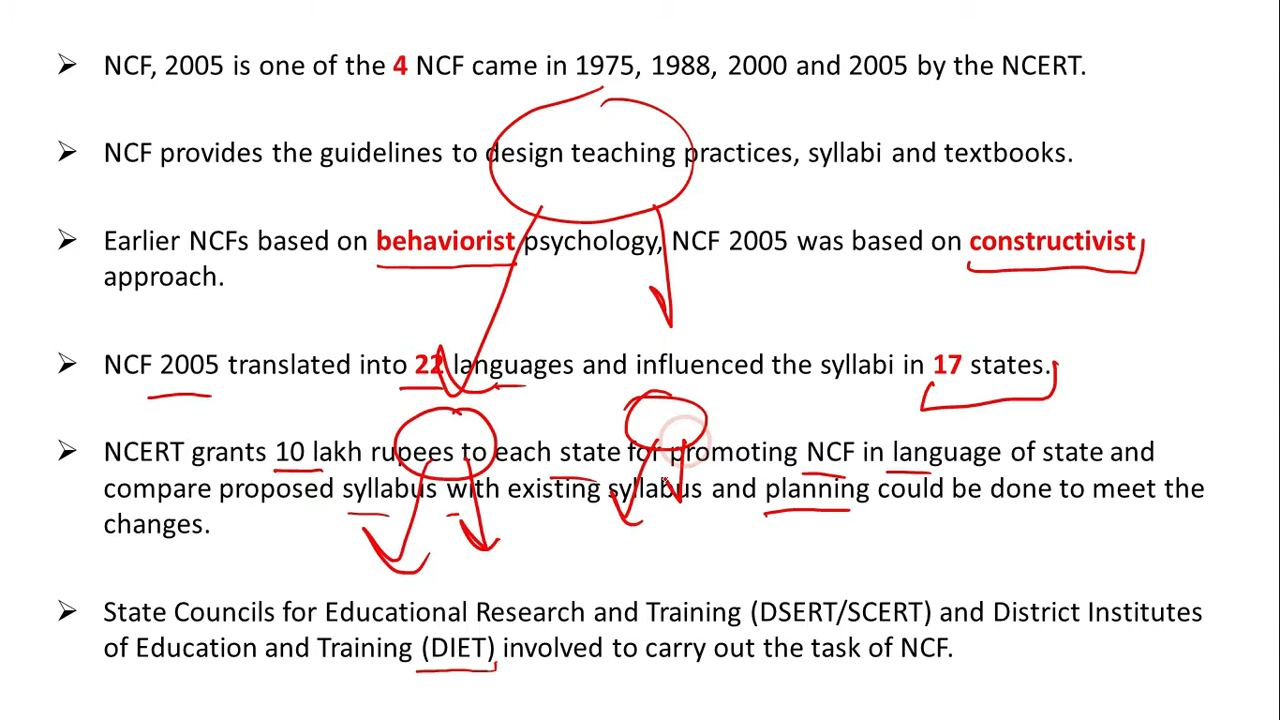 NCF, 2005 is one of the 4 NCF came in 1975, 1988, 2000 and 2005 by the NCERT.
NCF provides the guidelines to design teaching practices, syllabi and textbooks.
Earlier NCFs based on behaviorist psychology, NCF 2005 was based on constructivist
approach.
NCF 2005 translated into 22 languages and influenced the syllabi in 17 states.
NCERT grants 10 lakh rupees to each state for promoting NCF in language of state and
compare proposed syllabus with existing syllabus and planning could be done to meet the
changes.
State Councils for Educational Research and Training (DSERT/SCERT) and District Institutes
of Education and Training (DIET) involved to carry out the task of NCF.